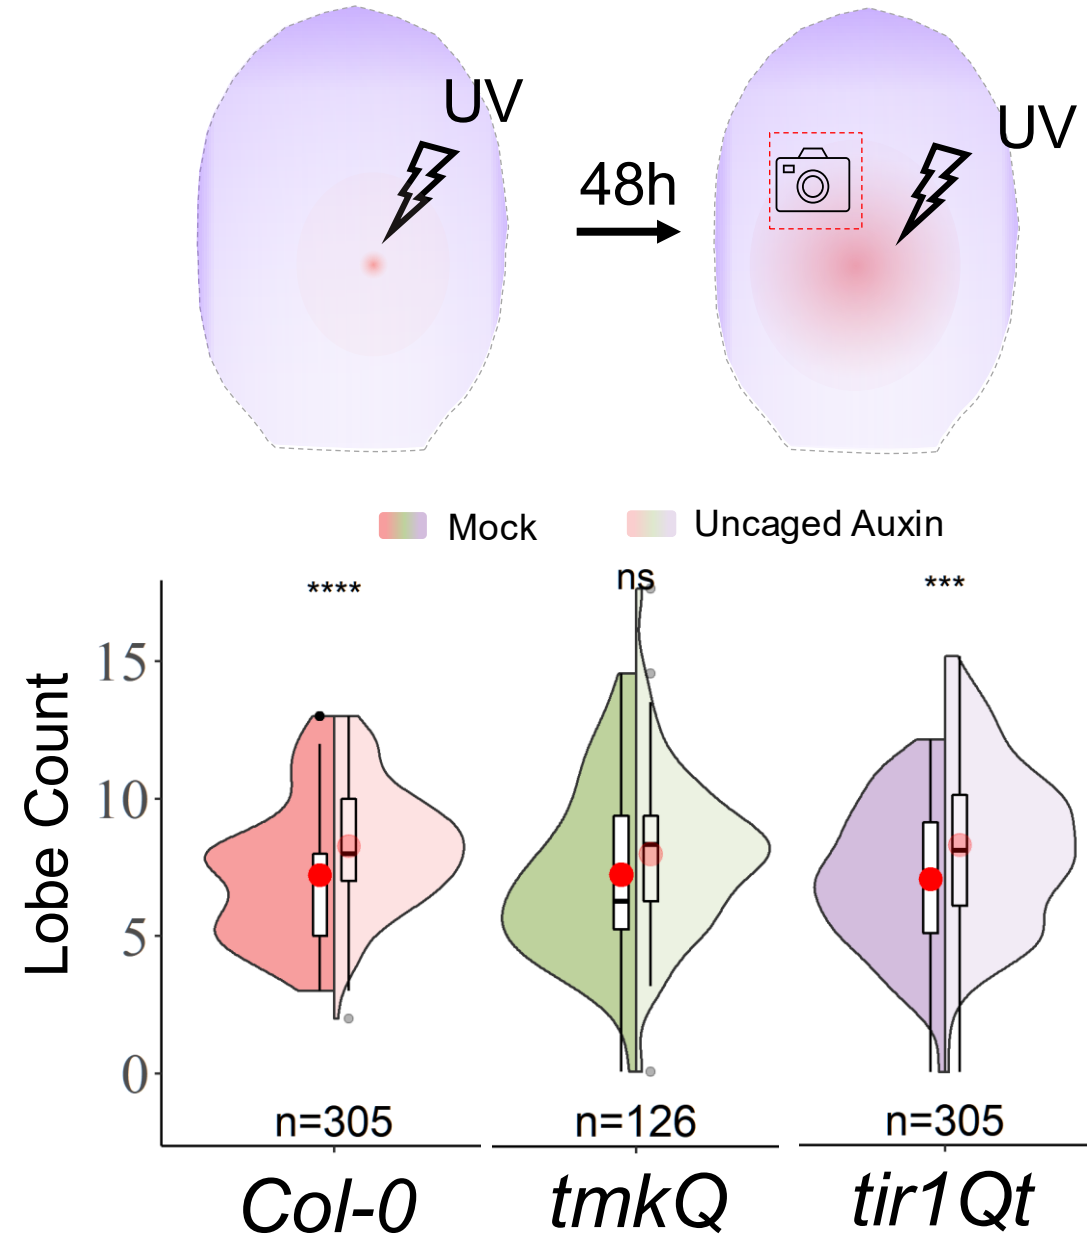 UV
UV
48h
Mock
Uncaged Auxin
****
ns
***
Lobe Count
15
10
5
0
n=305
n=126
n=305
Col-0
tmkQ
tir1Qt